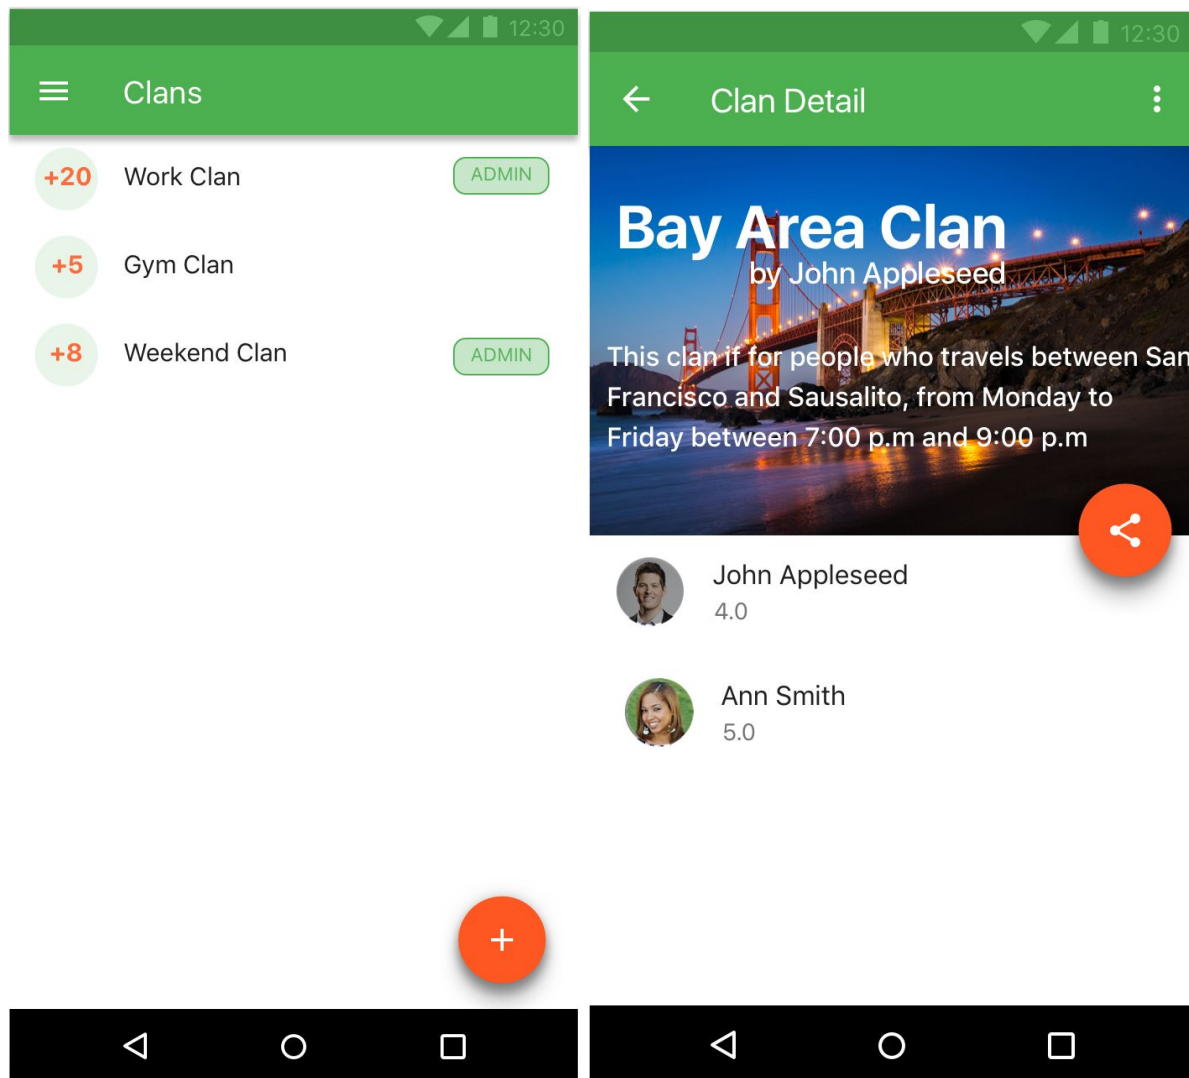 12:30
Clans
+20 Work Clan ADMIN
+5 Gym Clan
+8 Weekend Clan ADMIN
12:30
Clan Detail
Bay Area Clan
by John Appleseed
This clan if for people who travels between San
Francisco and Sausalito, from Monday to
Friday between 7:00 p.m and 9:00 p.m
John Appleseed
4.0
Ann Smith
5.0